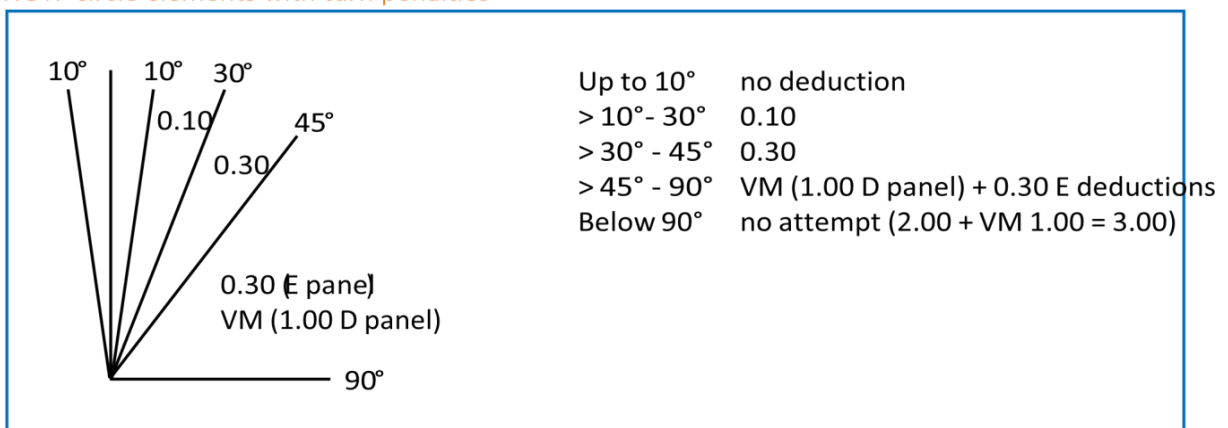 10° 10° 30°
0.10 45°
0.30
0.30 (E panel)
VM (1.00 D panel)
90°
Up to 10° no deduction
> 10°- 30° 0.10
> 30° - 45° 0.30
> 45° - 90° VM (1.00 D panel) + 0.30 E deductions
Below 90° no attempt (2.00 + VM 1.00 = 3.00)